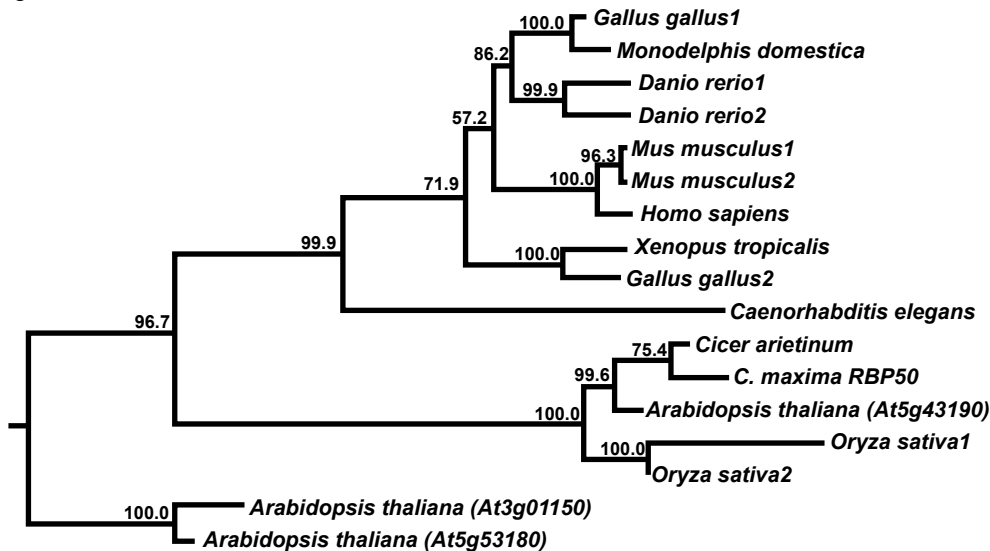 100.0 Gallus gallus1
Monodelphis domestica
86.2
Danio rerio1
99.9
Danio rerio2
57.2
Mus musculus1
96.3
Mus musculus2
100.0
71.9
Homo sapiens
Xenopus tropicalis
99.9
100.0
Gallus gallus2
Caenorhabditis elegans
96.7
Cicer arietinum
75.4
C. maxima RBP50
99.6
Arabidopsis thaliana (At5g43190)
100.0
Oryza sativa1
100.0
Oryza sativa2
Arabidopsis thaliana (At3g01150)
100.0
Arabidopsis thaliana (At5g53180)